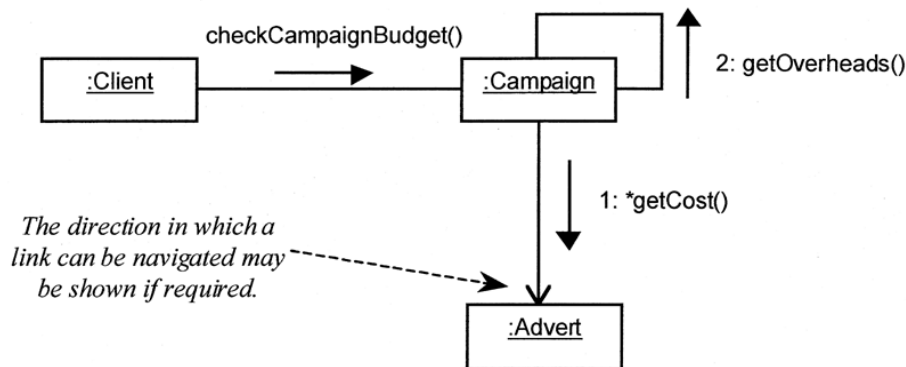 checkCampaignBudget()
2: getOverheads()
:Client
:Campaign
1: *getCost()
The direction in which a
link can be navigated may
be shown if required.
:Advert